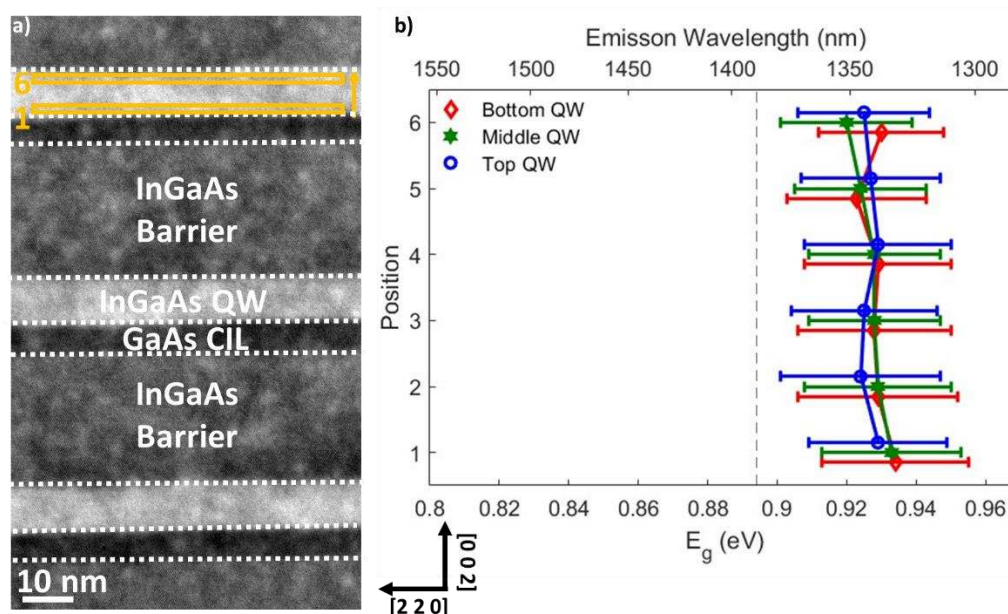 a)
6
1
InGaAs
Barrier
InGaAs QW
GaAs CIL
InGaAs
Barrier
10 nm
b)
Emisson Wavelength (nm)
1550 1500 1450 1400 1350 1300
Bottom QW
Middle QW
Top QW
Position
6
5
4
3
2
1
0.8 0.82 0.84 0.86 0.88 0.9 0.92 0.94 0.96
E_g (eV)
[0 0 2]
[2 2 0]